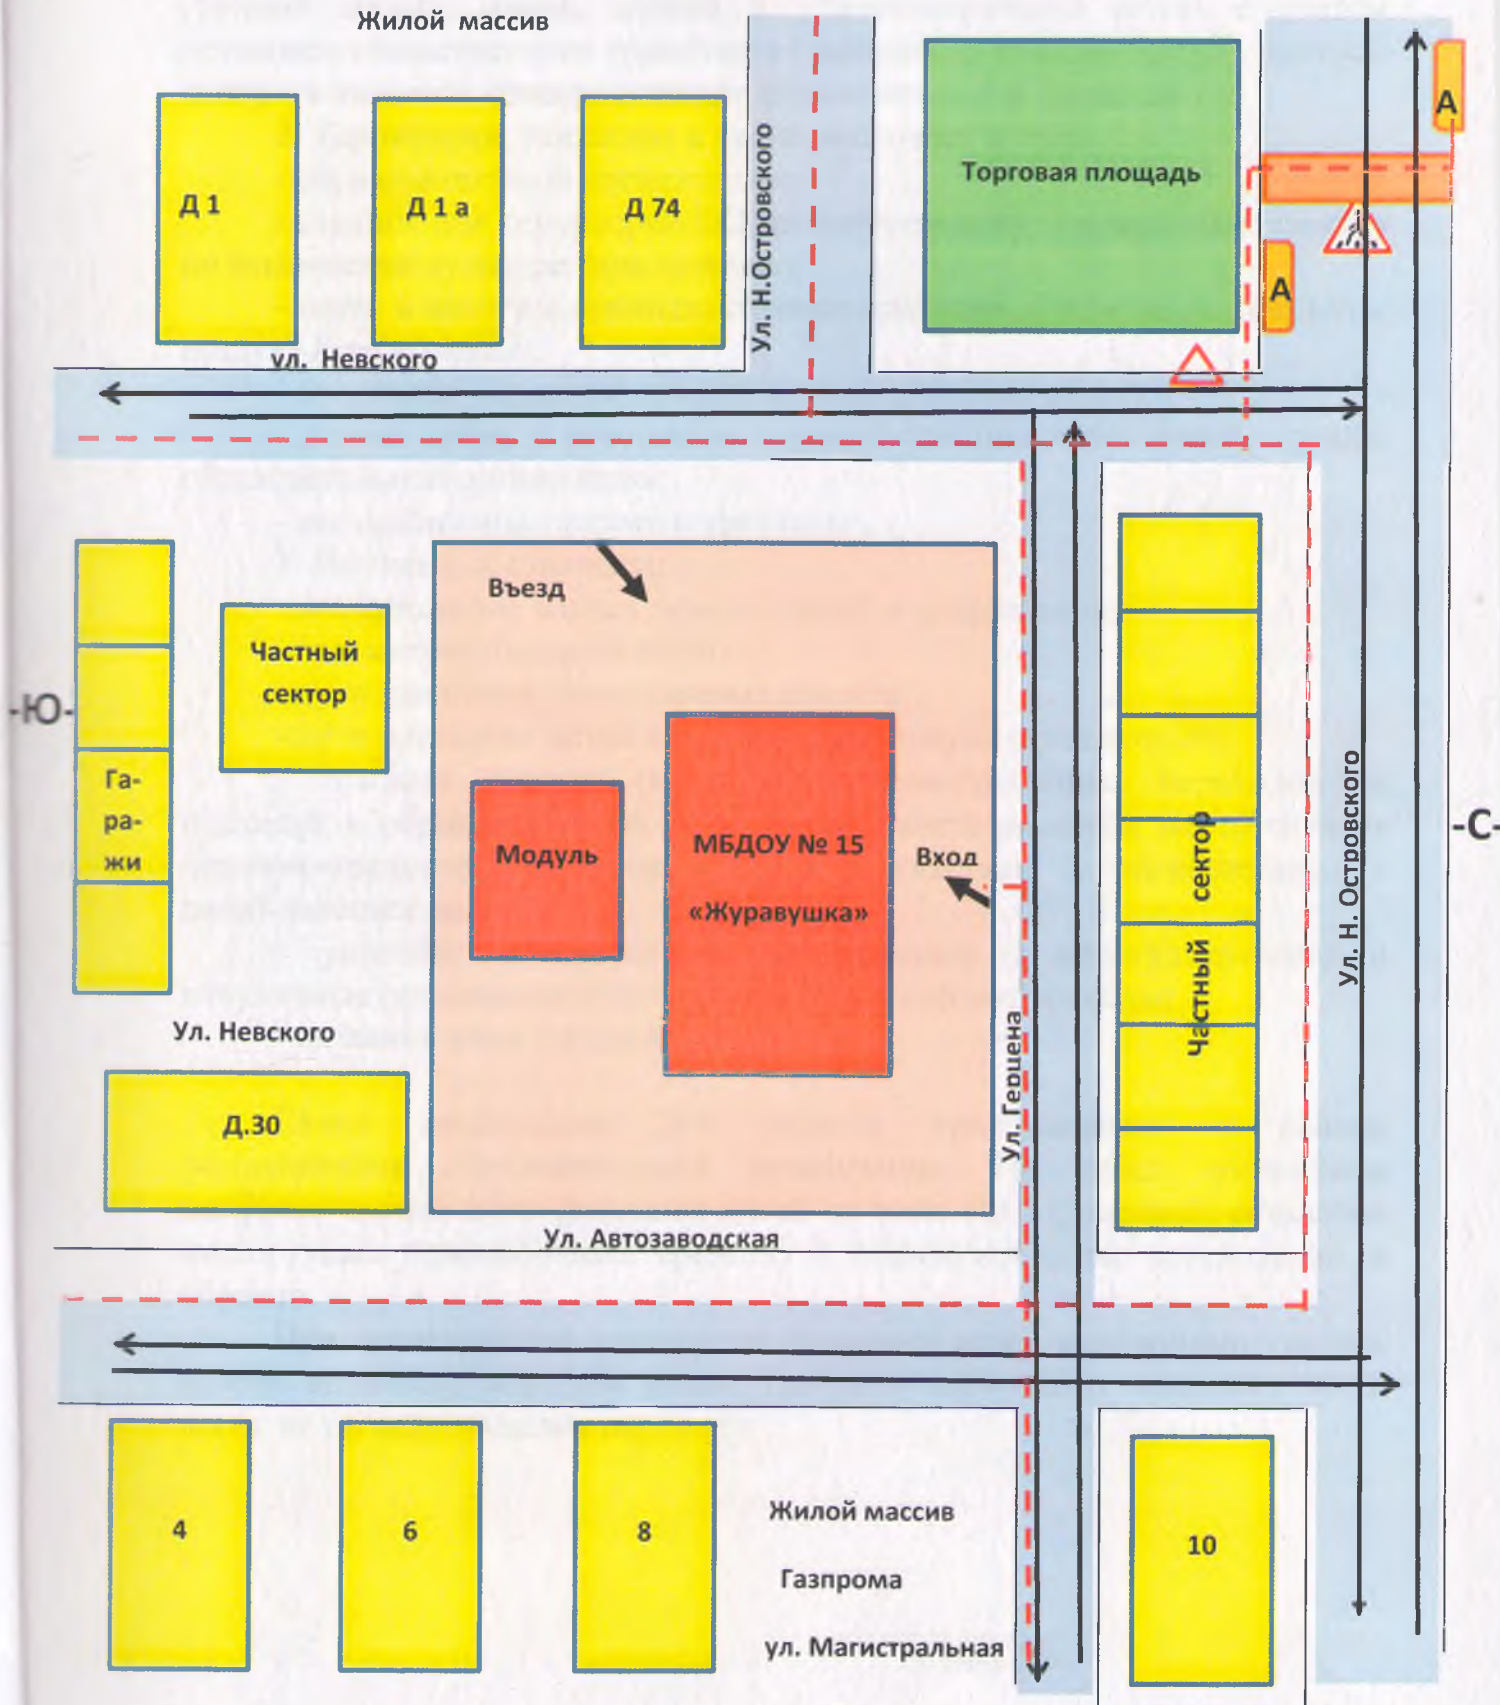 Жилой массив
А
Д 1
Д 1 а
Д 74
Ул. Н.Островского
Торговая площадь
А
ул. Невского
Въезд
Частный
сектор
-Ю-
Га-
ра-
жи
Модуль
МБДОУ № 15
«Журавушка»
Вход
Частный сектор
Ул. Н. Островского
-С-
Ул. Невского
Ул. Герцена
Д.30
Ул. Автозаводская
4
6
8
Жилой массив
Газпрома
ул. Магистральная
10